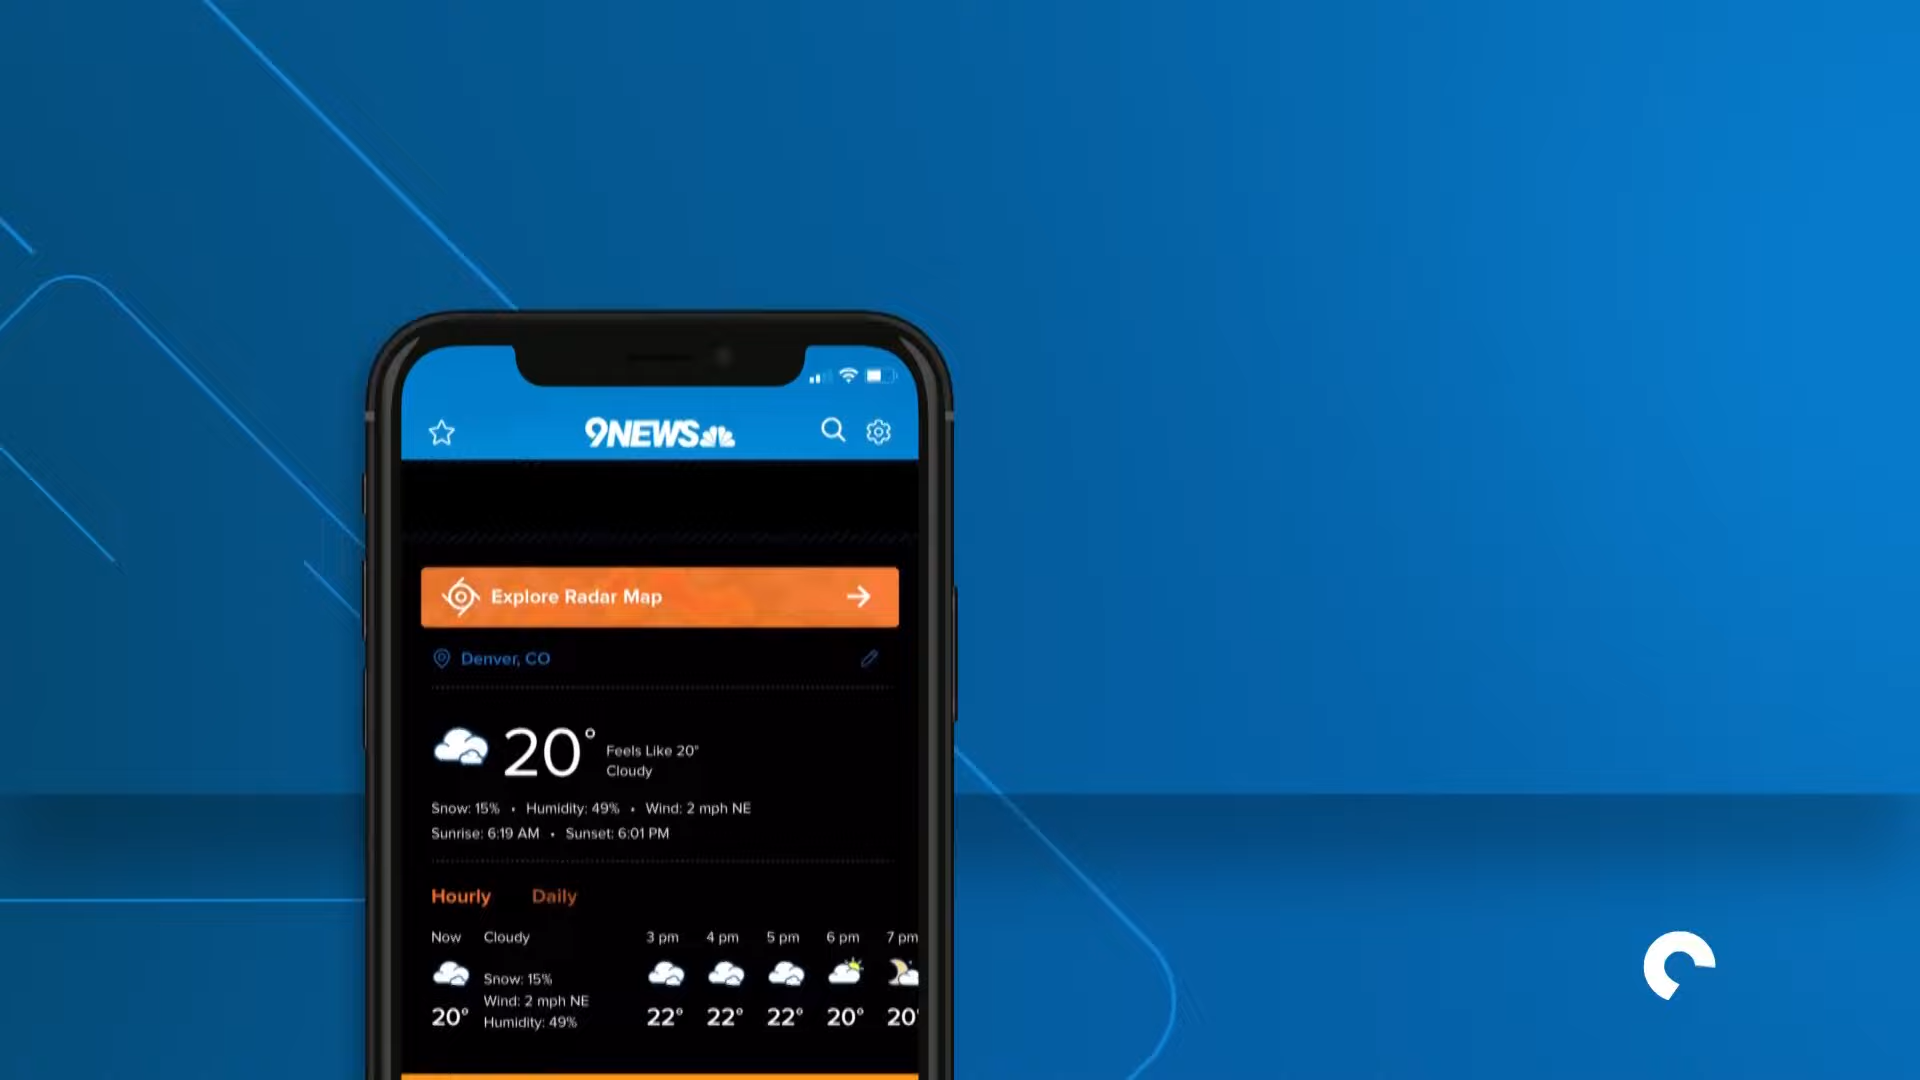 9NEWS
Explore Radar Map
Denver, CO
20°
Feels Like 20°
Cloudy
Snow: 15% • Humidity: 49% • Wind: 2 mph NE
Sunrise: 6:19 AM • Sunset: 6:01 PM
Hourly Daily
Now Cloudy 3 pm 4 pm 5 pm 6 pm 7 pm
Snow: 15%
Wind: 2 mph NE
Humidity: 49%
20° 22° 22° 22° 20° 20°